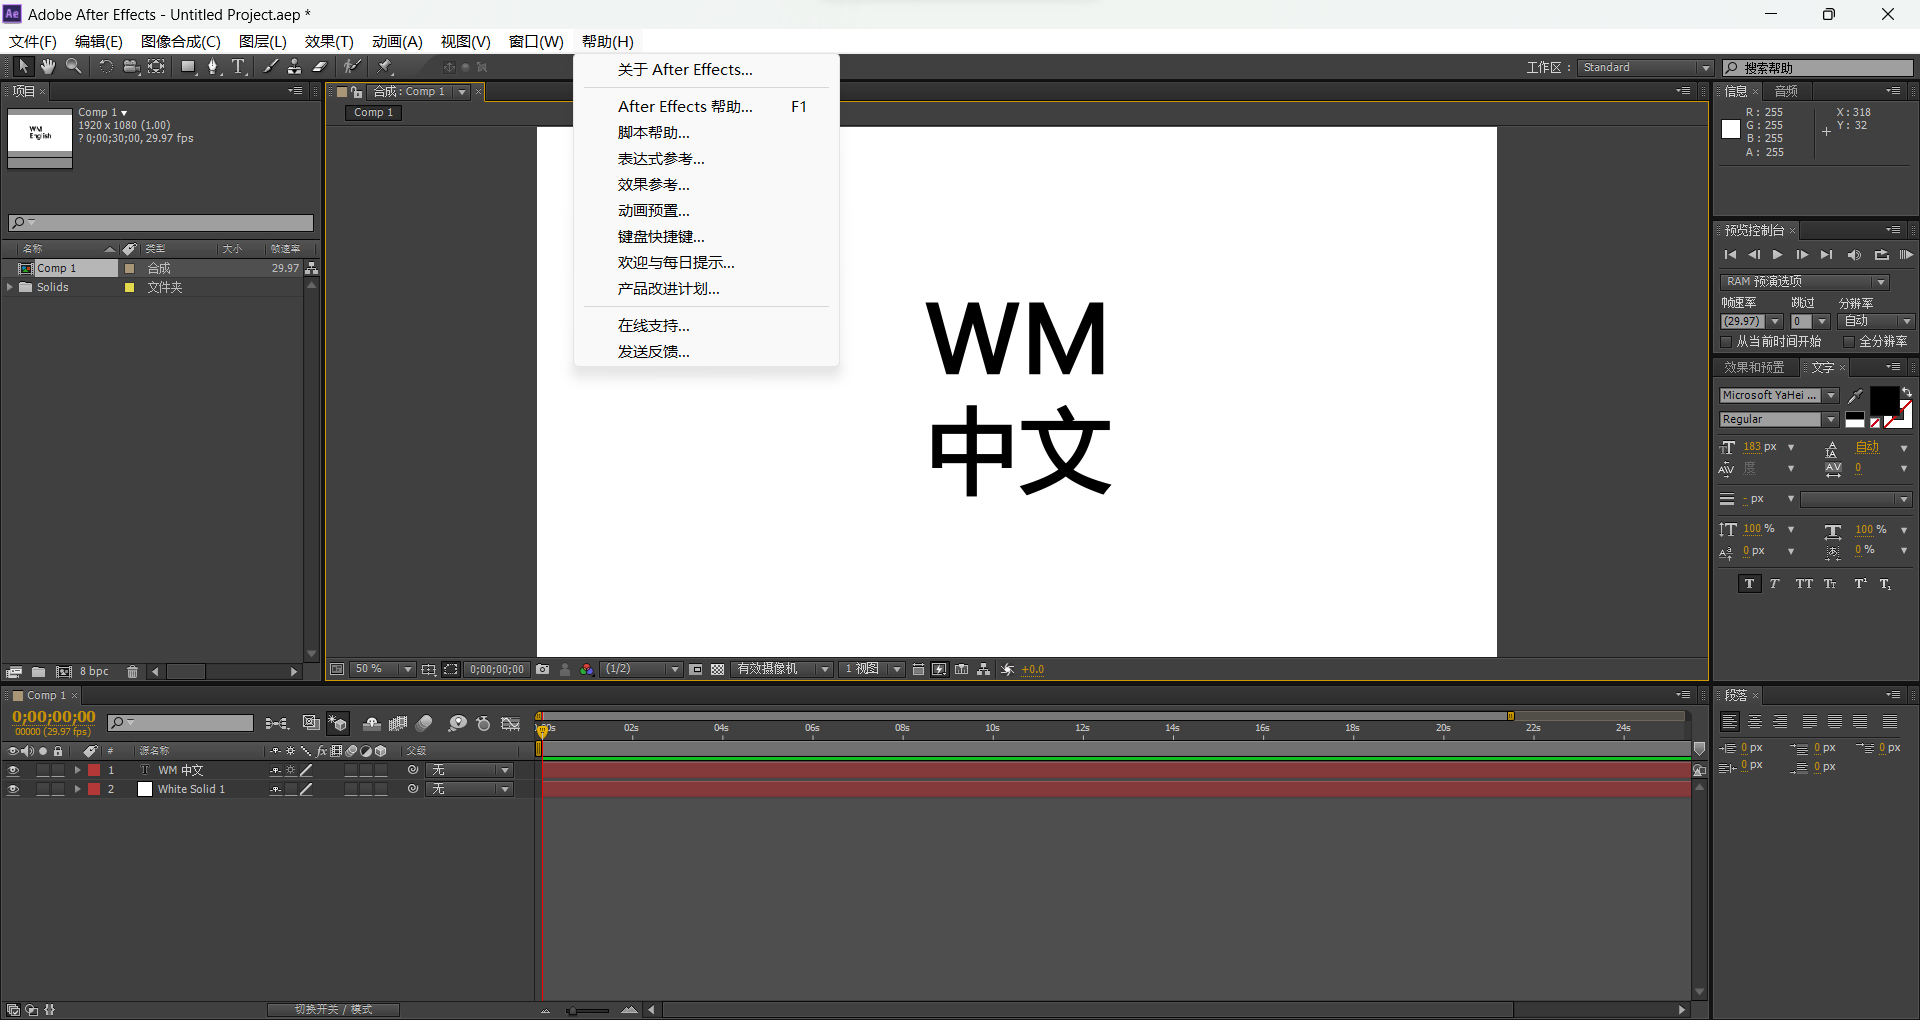 Adobe After Effects - Untitled Project.aep *
文件(F) 编辑(E) 图像合成(C) 图层(L) 效果(T) 动画(A) 视图(V) 窗口(W) 帮助(H)
工作区: Standard 搜索帮助
项目
Comp 1
1920 x 1080 (1.00)
? 0;00;30;00, 29.97 fps
WM
English
名称 类型 大小 帧速率
Comp 1 合成 29.97
Solids 文件夹
8 bpc
合成: Comp 1
Comp 1
关于 After Effects...
After Effects 帮助... F1
脚本帮助...
表达式参考...
效果参考...
动画预置...
键盘快捷键...
欢迎与每日提示...
产品改进计划...
在线支持...
发送反馈...
WM
中文
50 % 0;00;00;00 (1/2) 有效摄像机 1 视图 +0.0
信息 音频
R: 255 X: 318
G: 255 Y: 32
B: 255
A: 255
预览控制台
RAM 预演选项
帧速率 跳过 分辨率
(29.97) 0 自动
从当前时间开始 全分辨率
效果和预置 文字
Microsoft YaHei ...
Regular
183 px 自动
度 0
- px
100 % 100 %
0 px 0 %
Comp 1
0;00;00;00
00000 (29.97 fps)
# 源名称 父级
1 WM 中文 无
2 White Solid 1 无
02s 04s 06s 08s 10s 12s 14s 16s 18s 20s 22s 24s
切换开关 / 模式
段落
0 px 0 px 0 px
0 px 0 px